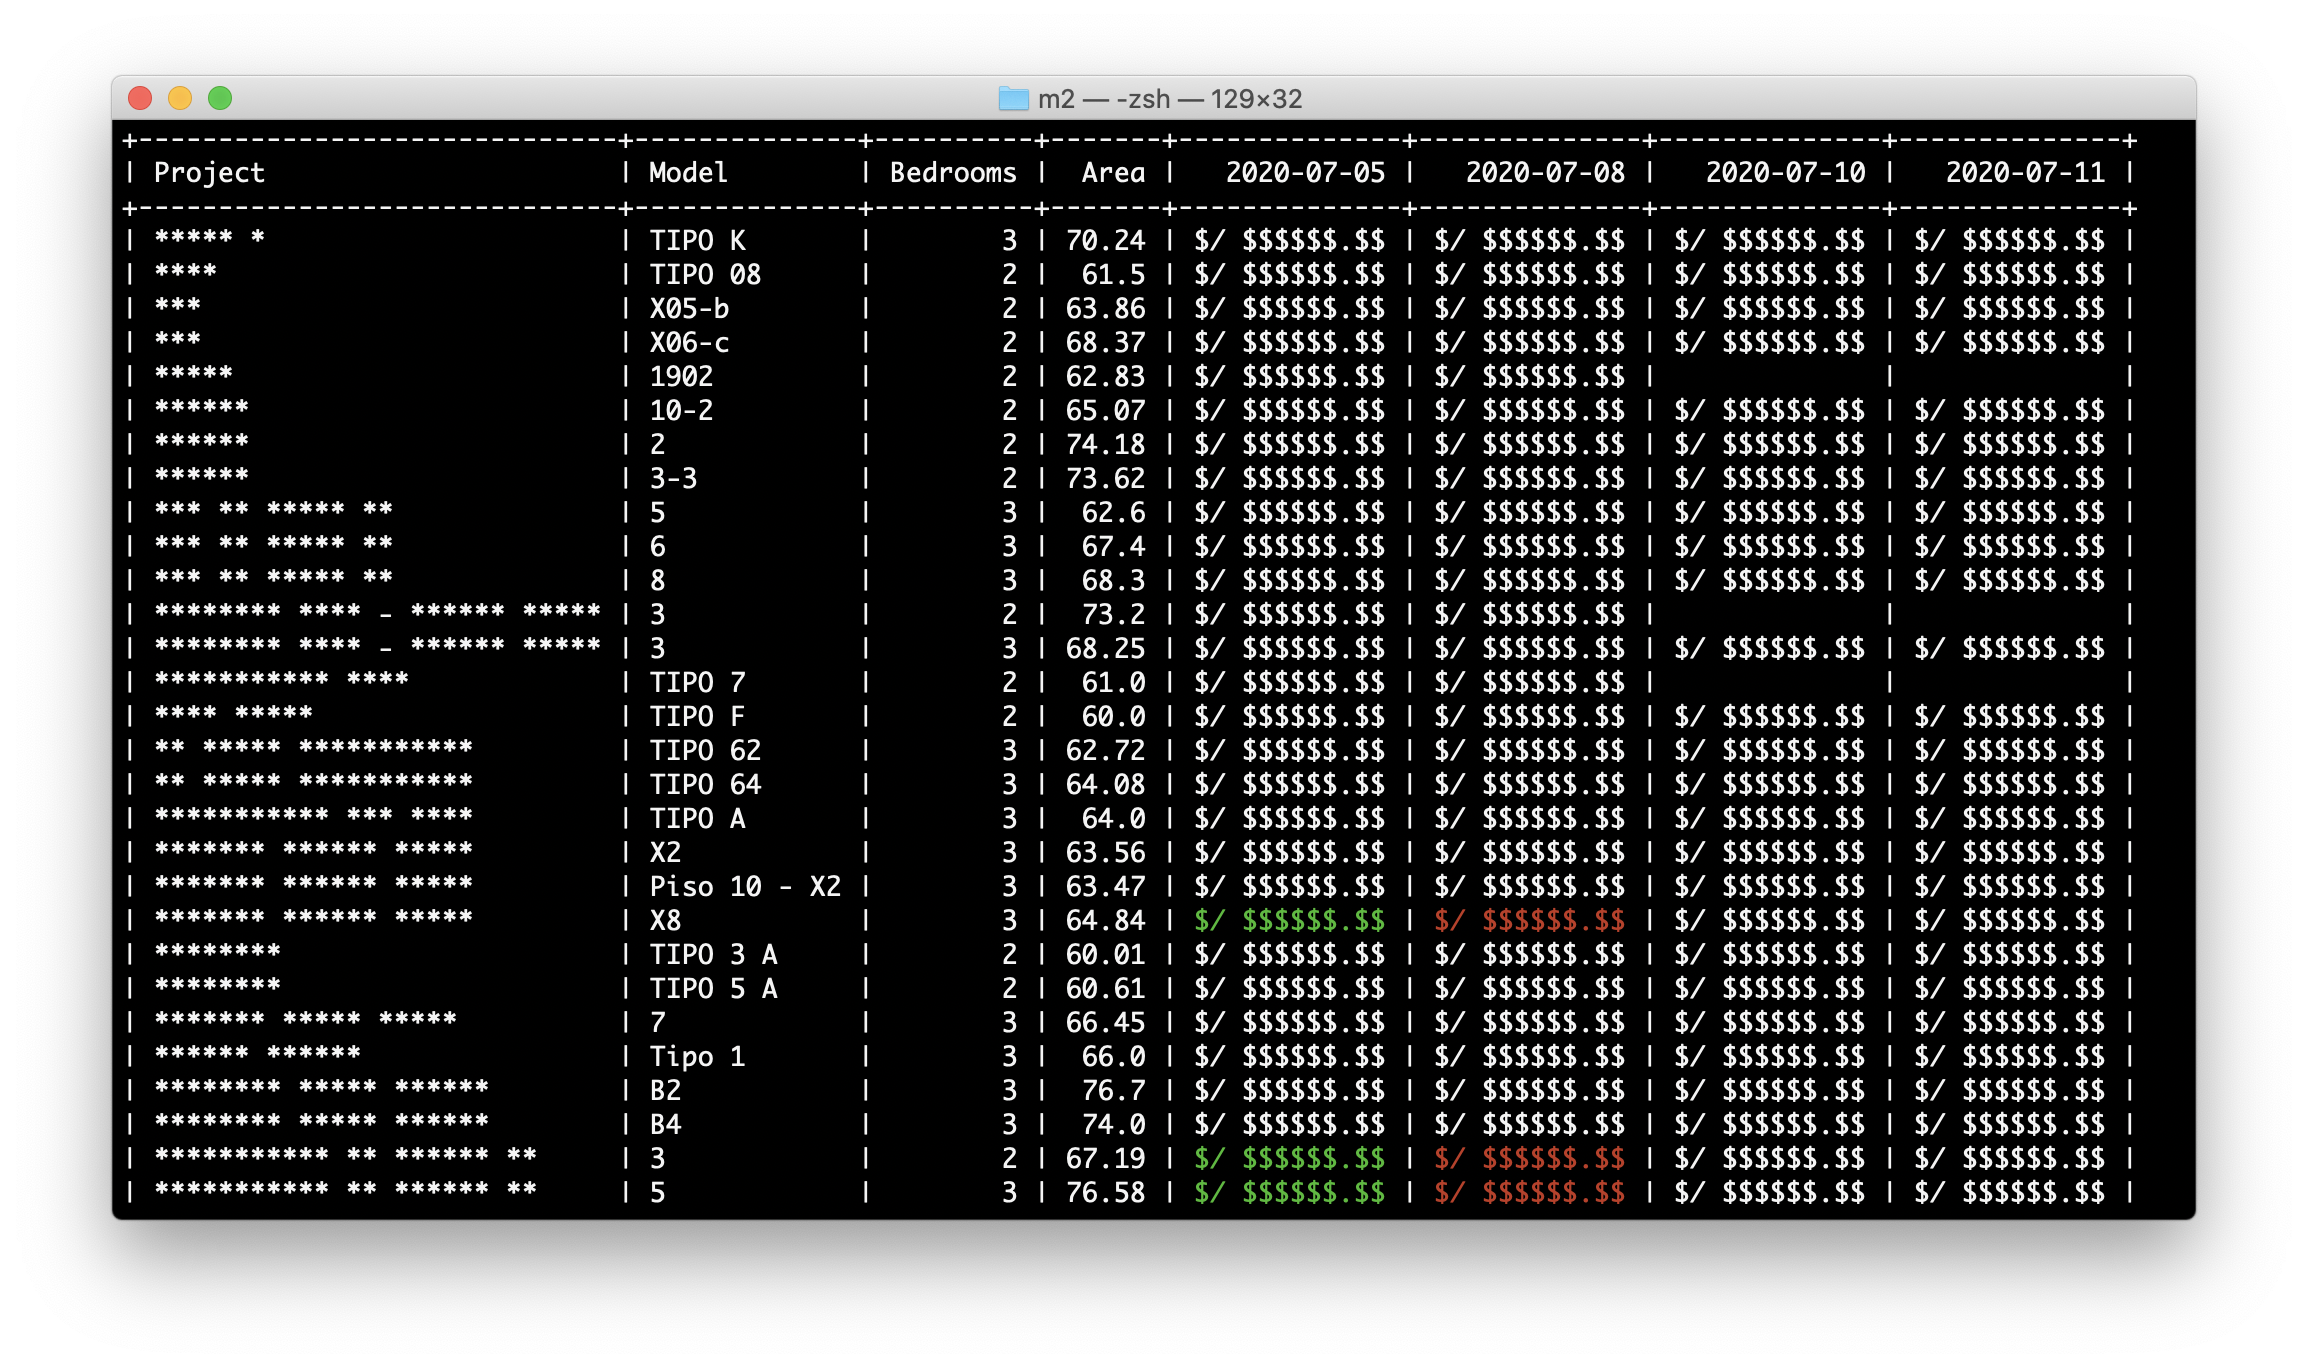 m2 — -zsh — 129×32
+------------------------------+--------------+----------+-------+--------------+--------------+--------------+--------------+
| Project                      | Model        | Bedrooms |  Area |   2020-07-05 |   2020-07-08 |   2020-07-10 |   2020-07-11 |
+------------------------------+--------------+----------+-------+--------------+--------------+--------------+--------------+
| ***** *                      | TIPO K       |        3 | 70.24 | $/ $$$$$$.$$ | $/ $$$$$$.$$ | $/ $$$$$$.$$ | $/ $$$$$$.$$ |
| ****                         | TIPO 08      |        2 |  61.5 | $/ $$$$$$.$$ | $/ $$$$$$.$$ | $/ $$$$$$.$$ | $/ $$$$$$.$$ |
| ***                          | X05-b        |        2 | 63.86 | $/ $$$$$$.$$ | $/ $$$$$$.$$ | $/ $$$$$$.$$ | $/ $$$$$$.$$ |
| ***                          | X06-c        |        2 | 68.37 | $/ $$$$$$.$$ | $/ $$$$$$.$$ | $/ $$$$$$.$$ | $/ $$$$$$.$$ |
| *****                        | 1902         |        2 | 62.83 | $/ $$$$$$.$$ | $/ $$$$$$.$$ |              |              |
| ******                       | 10-2         |        2 | 65.07 | $/ $$$$$$.$$ | $/ $$$$$$.$$ | $/ $$$$$$.$$ | $/ $$$$$$.$$ |
| ******                       | 2            |        2 | 74.18 | $/ $$$$$$.$$ | $/ $$$$$$.$$ | $/ $$$$$$.$$ | $/ $$$$$$.$$ |
| ******                       | 3-3          |        2 | 73.62 | $/ $$$$$$.$$ | $/ $$$$$$.$$ | $/ $$$$$$.$$ | $/ $$$$$$.$$ |
| *** ** ***** **              | 5            |        3 |  62.6 | $/ $$$$$$.$$ | $/ $$$$$$.$$ | $/ $$$$$$.$$ | $/ $$$$$$.$$ |
| *** ** ***** **              | 6            |        3 |  67.4 | $/ $$$$$$.$$ | $/ $$$$$$.$$ | $/ $$$$$$.$$ | $/ $$$$$$.$$ |
| *** ** ***** **              | 8            |        3 |  68.3 | $/ $$$$$$.$$ | $/ $$$$$$.$$ | $/ $$$$$$.$$ | $/ $$$$$$.$$ |
| ******** **** - ****** ***** | 3            |        2 |  73.2 | $/ $$$$$$.$$ | $/ $$$$$$.$$ |              |              |
| ******** **** - ****** ***** | 3            |        3 | 68.25 | $/ $$$$$$.$$ | $/ $$$$$$.$$ | $/ $$$$$$.$$ | $/ $$$$$$.$$ |
| *********** ****             | TIPO 7       |        2 |  61.0 | $/ $$$$$$.$$ | $/ $$$$$$.$$ |              |              |
| **** *****                   | TIPO F       |        2 |  60.0 | $/ $$$$$$.$$ | $/ $$$$$$.$$ | $/ $$$$$$.$$ | $/ $$$$$$.$$ |
| ** ***** ***********         | TIPO 62      |        3 | 62.72 | $/ $$$$$$.$$ | $/ $$$$$$.$$ | $/ $$$$$$.$$ | $/ $$$$$$.$$ |
| ** ***** ***********         | TIPO 64      |        3 | 64.08 | $/ $$$$$$.$$ | $/ $$$$$$.$$ | $/ $$$$$$.$$ | $/ $$$$$$.$$ |
| *********** *** ****         | TIPO A       |        3 |  64.0 | $/ $$$$$$.$$ | $/ $$$$$$.$$ | $/ $$$$$$.$$ | $/ $$$$$$.$$ |
| ******* ****** *****         | X2           |        3 | 63.56 | $/ $$$$$$.$$ | $/ $$$$$$.$$ | $/ $$$$$$.$$ | $/ $$$$$$.$$ |
| ******* ****** *****         | Piso 10 - X2 |        3 | 63.47 | $/ $$$$$$.$$ | $/ $$$$$$.$$ | $/ $$$$$$.$$ | $/ $$$$$$.$$ |
| ******* ****** *****         | X8           |        3 | 64.84 | $/ $$$$$$.$$ | $/ $$$$$$.$$ | $/ $$$$$$.$$ | $/ $$$$$$.$$ |
| ********                     | TIPO 3 A     |        2 | 60.01 | $/ $$$$$$.$$ | $/ $$$$$$.$$ | $/ $$$$$$.$$ | $/ $$$$$$.$$ |
| ********                     | TIPO 5 A     |        2 | 60.61 | $/ $$$$$$.$$ | $/ $$$$$$.$$ | $/ $$$$$$.$$ | $/ $$$$$$.$$ |
| ******* ***** *****          | 7            |        3 | 66.45 | $/ $$$$$$.$$ | $/ $$$$$$.$$ | $/ $$$$$$.$$ | $/ $$$$$$.$$ |
| ****** ******                | Tipo 1       |        3 |  66.0 | $/ $$$$$$.$$ | $/ $$$$$$.$$ | $/ $$$$$$.$$ | $/ $$$$$$.$$ |
| ******** ***** ******        | B2           |        3 |  76.7 | $/ $$$$$$.$$ | $/ $$$$$$.$$ | $/ $$$$$$.$$ | $/ $$$$$$.$$ |
| ******** ***** ******        | B4           |        3 |  74.0 | $/ $$$$$$.$$ | $/ $$$$$$.$$ | $/ $$$$$$.$$ | $/ $$$$$$.$$ |
| *********** ** ****** **     | 3            |        2 | 67.19 | $/ $$$$$$.$$ | $/ $$$$$$.$$ | $/ $$$$$$.$$ | $/ $$$$$$.$$ |
| *********** ** ****** **     | 5            |        3 | 76.58 | $/ $$$$$$.$$ | $/ $$$$$$.$$ | $/ $$$$$$.$$ | $/ $$$$$$.$$ |